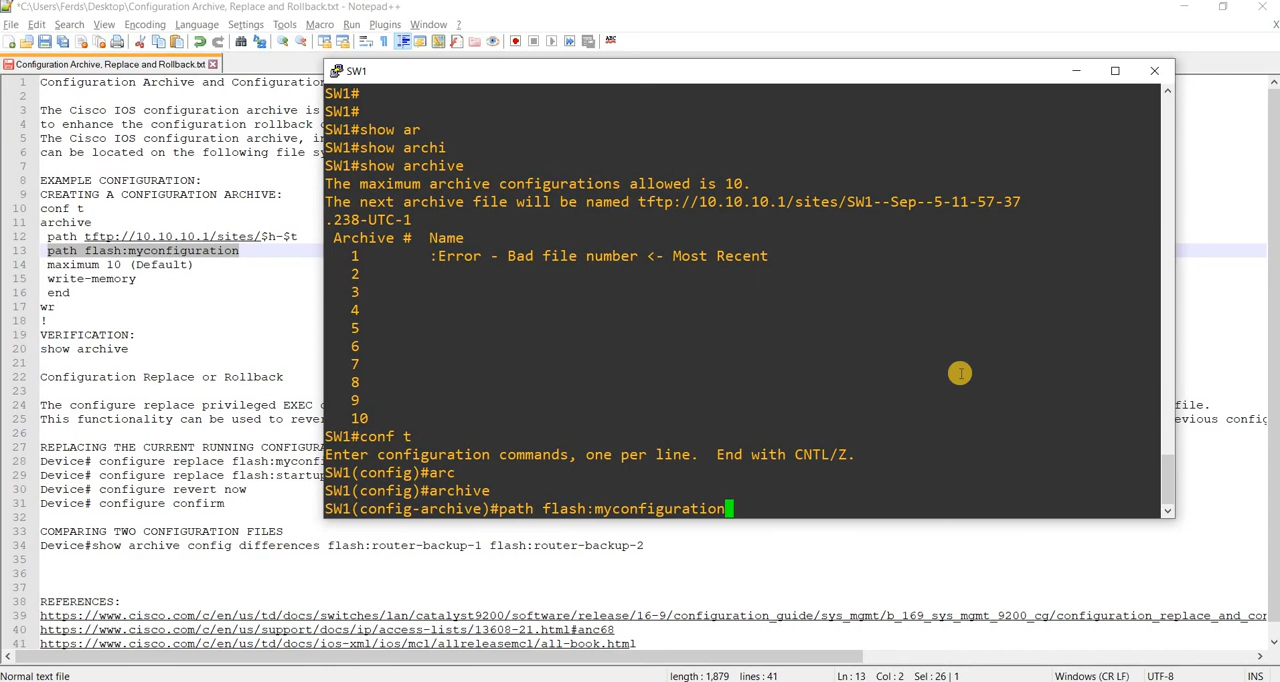 *C:\Users\Ferds\Desktop\Configuration Archive, Replace and Rollback.txt - Notepad++
File Edit Search View Encoding Language Settings Tools Macro Run Plugins Window ?
Configuration Archive, Replace and Rollback.txt
SW1
1 Configuration Archive and Configuration
2
3 The Cisco IOS configuration archive is
4 to enhance the configuration rollback
5 The Cisco IOS configuration archive, i
6 can be located on the following file s
7
8 EXAMPLE CONFIGURATION:
9 CREATING A CONFIGURATION ARCHIVE:
10 conf t
11 archive
12 path tftp://10.10.10.1/sites/$h-$t
13 path flash:myconfiguration
14 maximum 10 (Default)
15 write-memory
16 end
17 wr
18 !
19 VERIFICATION:
20 show archive
21
22 Configuration Replace or Rollback
23
24 The configure replace privileged EXEC file.
25 This functionality can be used to rever evious config
26
27 REPLACING THE CURRENT RUNNING CONFIGURA
28 Device# configure replace flash:myconfi
29 Device# configure replace flash:startup
30 Device# configure revert now
31 Device# configure confirm
32
33 COMPARING TWO CONFIGURATION FILES
34 Device#show archive config differences flash:router-backup-1 flash:router-backup-2
35
36
37
38 REFERENCES:
39 https://www.cisco.com/c/en/us/td/docs/switches/lan/catalyst9200/software/release/16-9/configuration_guide/sys_mgmt/b_169_sys_mgmt_9200_cg/configuration_replace_and_con
40 https://www.cisco.com/c/en/us/support/docs/ip/access-lists/13608-21.html#anc68
41 https://www.cisco.com/c/en/us/td/docs/ios-xml/ios/mcl/allreleasemcl/all-book.html
SW1#
SW1#
SW1#show ar
SW1#show archi
SW1#show archive
The maximum archive configurations allowed is 10.
The next archive file will be named tftp://10.10.10.1/sites/SW1--Sep--5-11-57-37
.238-UTC-1
Archive # Name
1 :Error - Bad file number <- Most Recent
2
3
4
5
6
7
8
9
10
SW1#conf t
Enter configuration commands, one per line. End with CNTL/Z.
SW1(config)#arc
SW1(config)#archive
SW1(config-archive)#path flash:myconfiguration
Normal text file length : 1,879 lines : 41 Ln : 13 Col : 2 Sel : 26 | 1 Windows (CR LF) UTF-8 INS